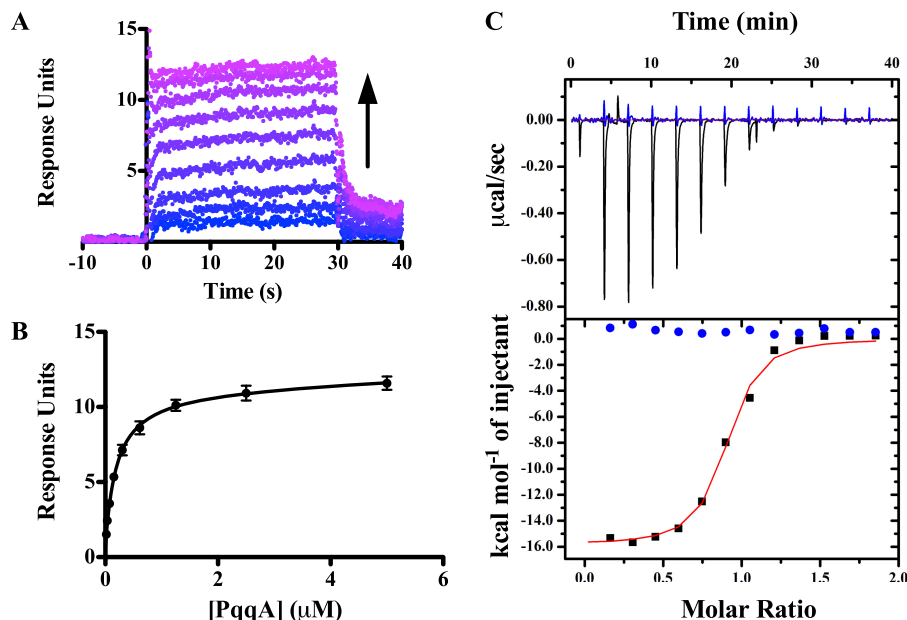 A
Response Units
15
10
5
-10 0 10 20 30 40
Time (s)
B
Response Units
15
10
5
0
0 2 4 6
[PqqA] (μM)
C
Time (min)
0 10 20 30 40
μcal/sec
0.00
-0.20
-0.40
-0.60
-0.80
kcal mol⁻¹ of injectant
0.0
-2.0
-4.0
-6.0
-8.0
-10.0
-12.0
-14.0
-16.0
0.0 0.5 1.0 1.5 2.0
Molar Ratio